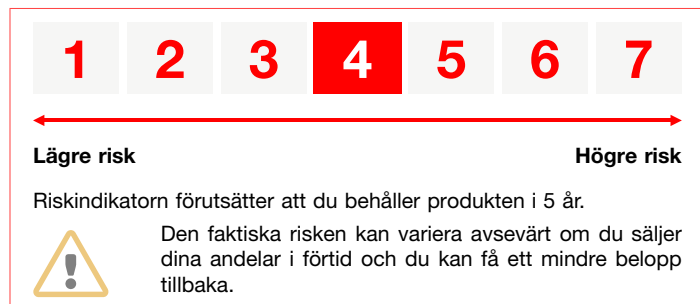 1 2 3 4 5 6 7
Lägre risk Högre risk
Riskindikatorn förutsätter att du behåller produkten i 5 år.
Den faktiska risken kan variera avsevärt om du säljer
dina andelar i förtid och du kan få ett mindre belopp
tillbaka.